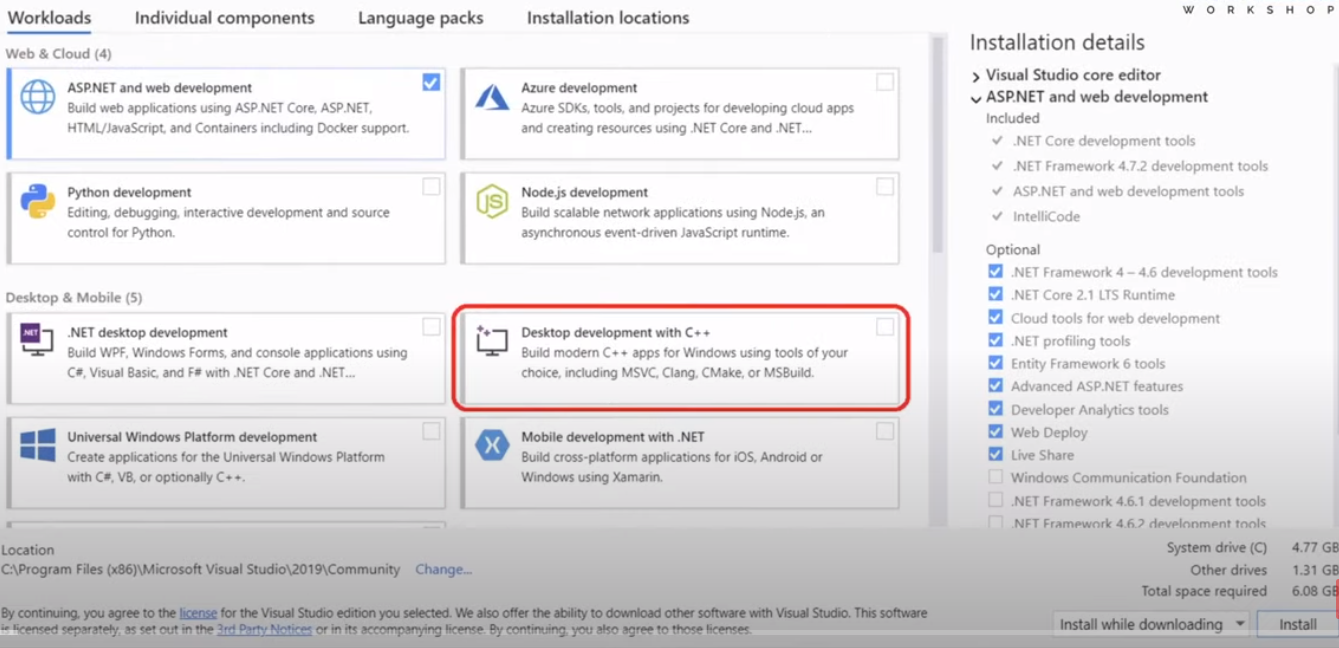 WORKSHOP
Workloads
Individual components
Language packs
Installation locations
Web & Cloud (4)
ASP.NET and web development
Build web applications using ASP.NET Core, ASP.NET,
HTML/JavaScript, and Containers including Docker support.
Azure development
Azure SDKs, tools, and projects for developing cloud apps
and creating resources using .NET Core and .NET...
Python development
Editing, debugging, interactive development and source
control for Python.
Node.js development
Build scalable network applications using Node.js, an
asynchronous event-driven JavaScript runtime.
JS
Desktop & Mobile (5)
.NET
.NET desktop development
Build WPF, Windows Forms, and console applications using
C#, Visual Basic, and F# with .NET Core and .NET...
Desktop development with C++
Build modern C++ apps for Windows using tools of your
choice, including MSVC, Clang, CMake, or MSBuild.
Universal Windows Platform development
Create applications for the Universal Windows Platform
with C#, VB, or optionally C++.
Mobile development with .NET
Build cross-platform applications for iOS, Android or
Windows using Xamarin.
Installation details
Visual Studio core editor
ASP.NET and web development
Included
.NET Core development tools
.NET Framework 4.7.2 development tools
ASP.NET and web development tools
IntelliCode
Optional
.NET Framework 4 – 4.6 development tools
.NET Core 2.1 LTS Runtime
Cloud tools for web development
.NET profiling tools
Entity Framework 6 tools
Advanced ASP.NET features
Developer Analytics tools
Web Deploy
Live Share
Windows Communication Foundation
.NET Framework 4.6.1 development tools
.NET Framework 4.6.2 development tools
Location
C:\Program Files (x86)\Microsoft Visual Studio\2019\Community Change...
System drive (C) 4.77 GB
Other drives 1.31 GB
Total space required 6.08 GB
By continuing, you agree to the license for the Visual Studio edition you selected. We also offer the ability to download other software with Visual Studio. This software
is licensed separately, as set out in the 3rd Party Notices or in its accompanying license. By continuing, you also agree to those licenses.
Install while downloading
Install